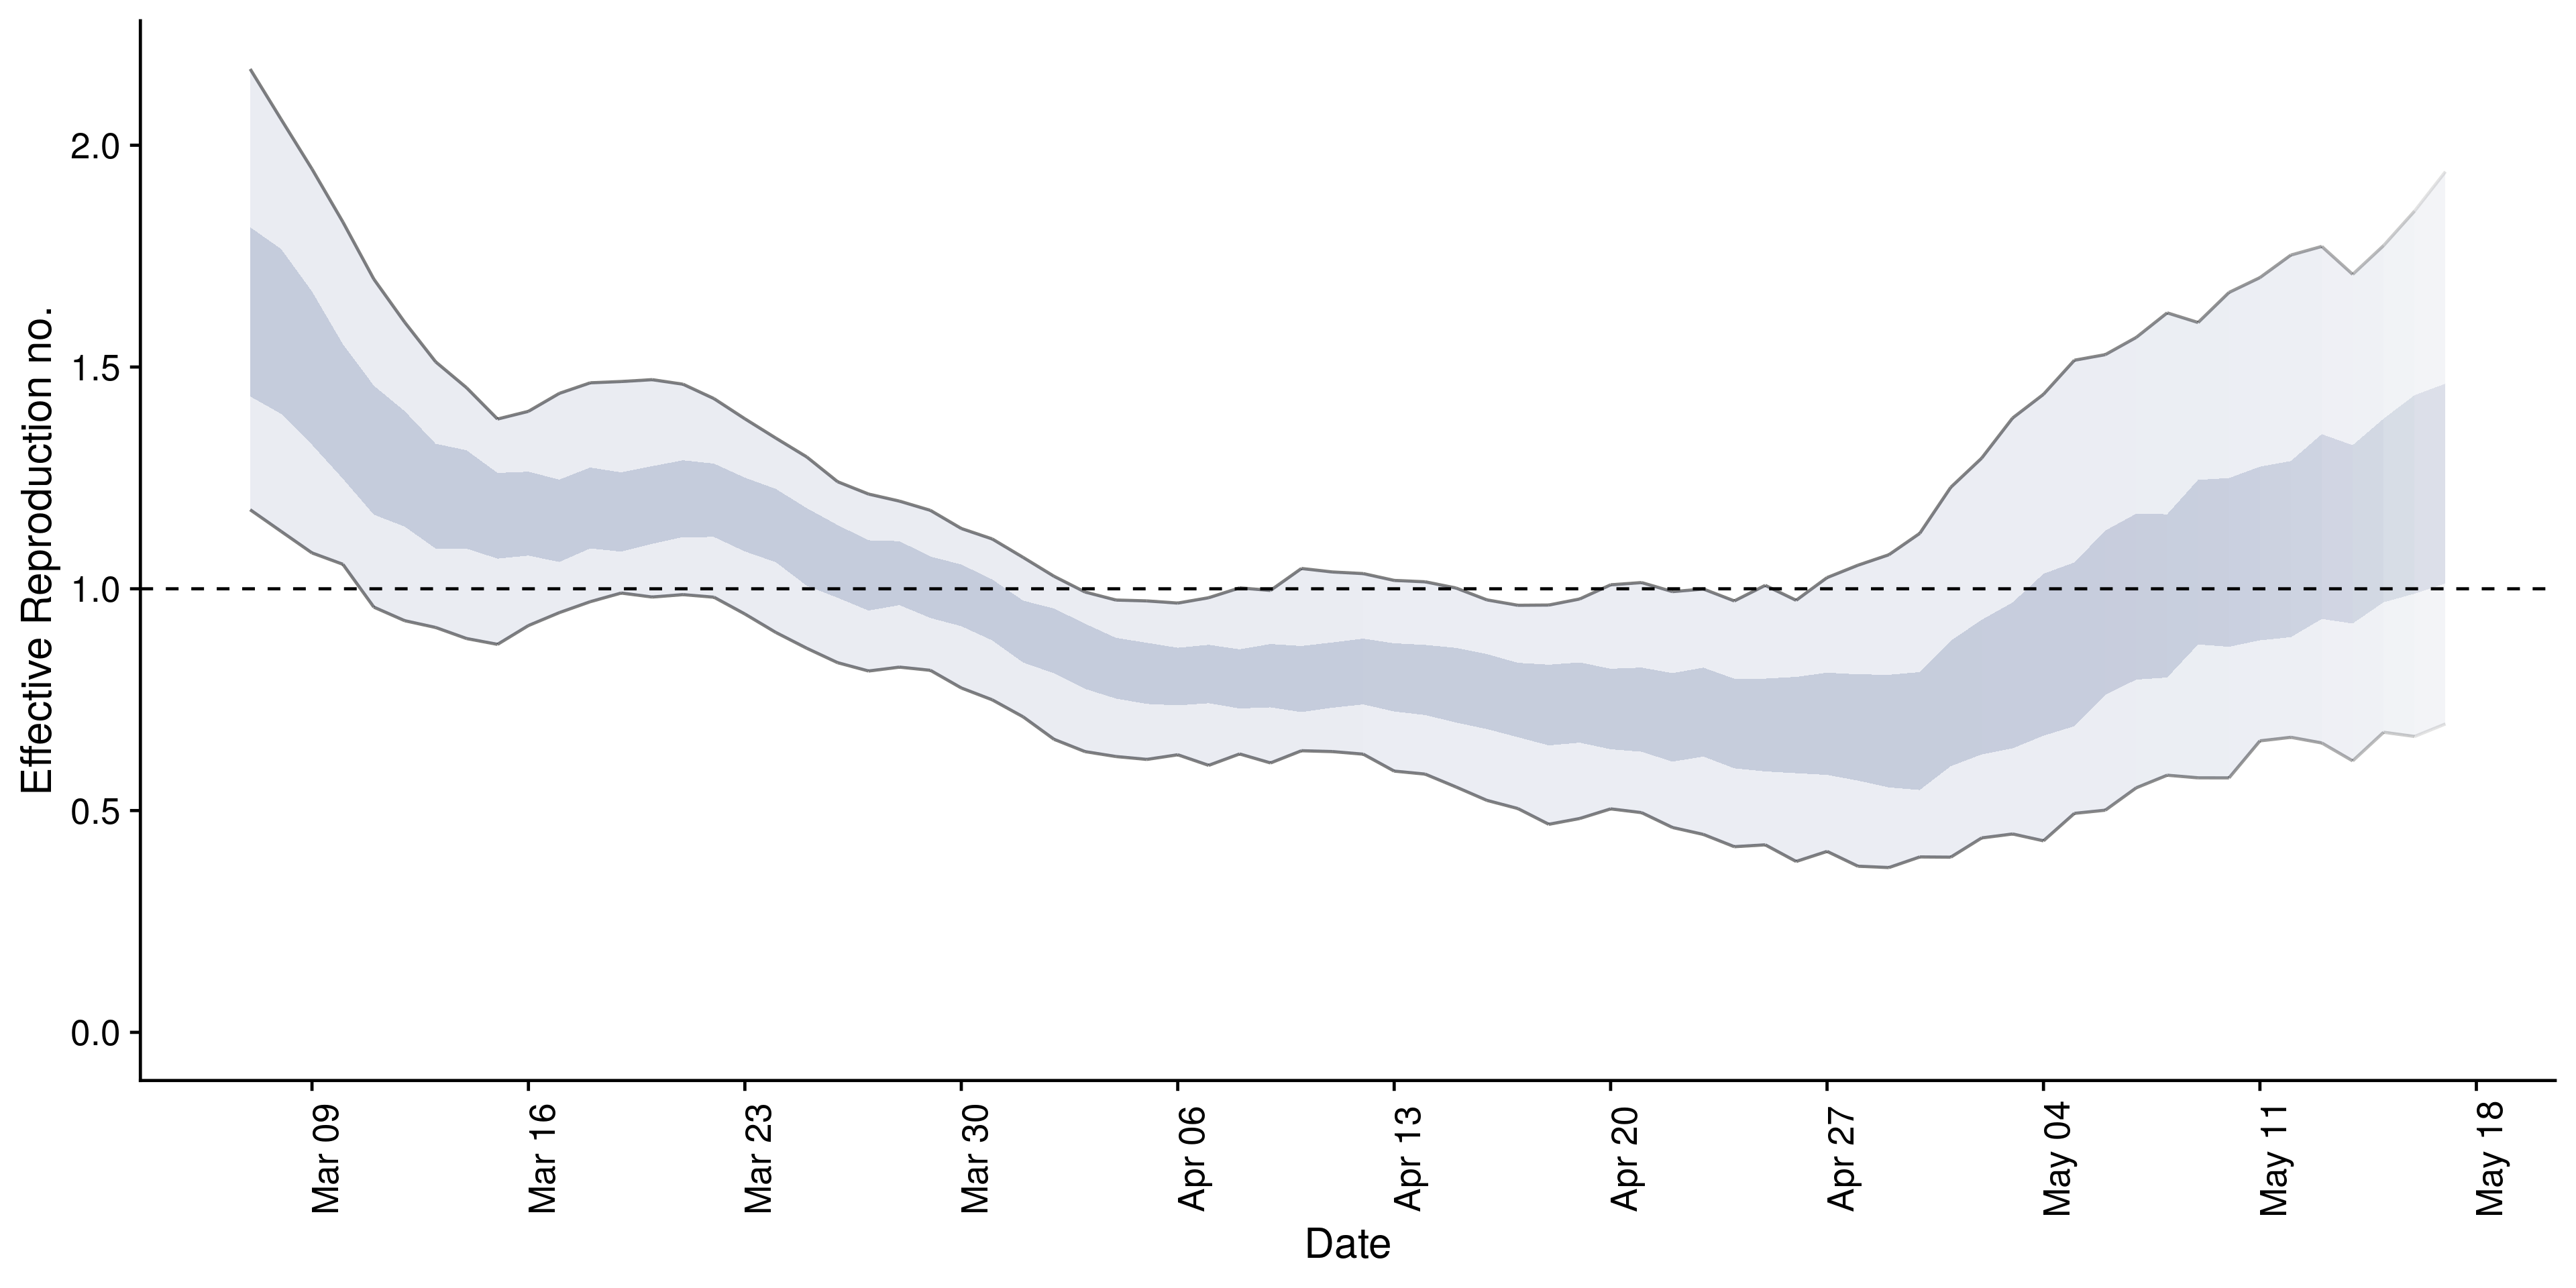 Effective Reproduction no.
2.0
1.5
1.0
0.5
0.0
Mar 09
Mar 16
Mar 23
Mar 30
Apr 06
Apr 13
Apr 20
Apr 27
May 04
May 11
May 18
Date